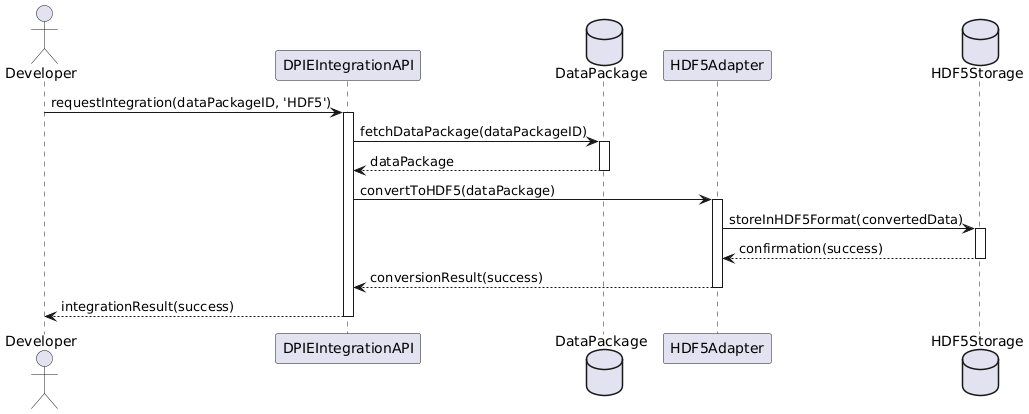 Developer
DPIEIntegrationAPI
DataPackage
HDF5Adapter
HDF5Storage
requestIntegration(dataPackageID, 'HDF5')
fetchDataPackage(dataPackageID)
dataPackage
convertToHDF5(dataPackage)
storeInHDF5Format(convertedData)
confirmation(success)
conversionResult(success)
integrationResult(success)
Developer
DPIEIntegrationAPI
DataPackage
HDF5Adapter
HDF5Storage